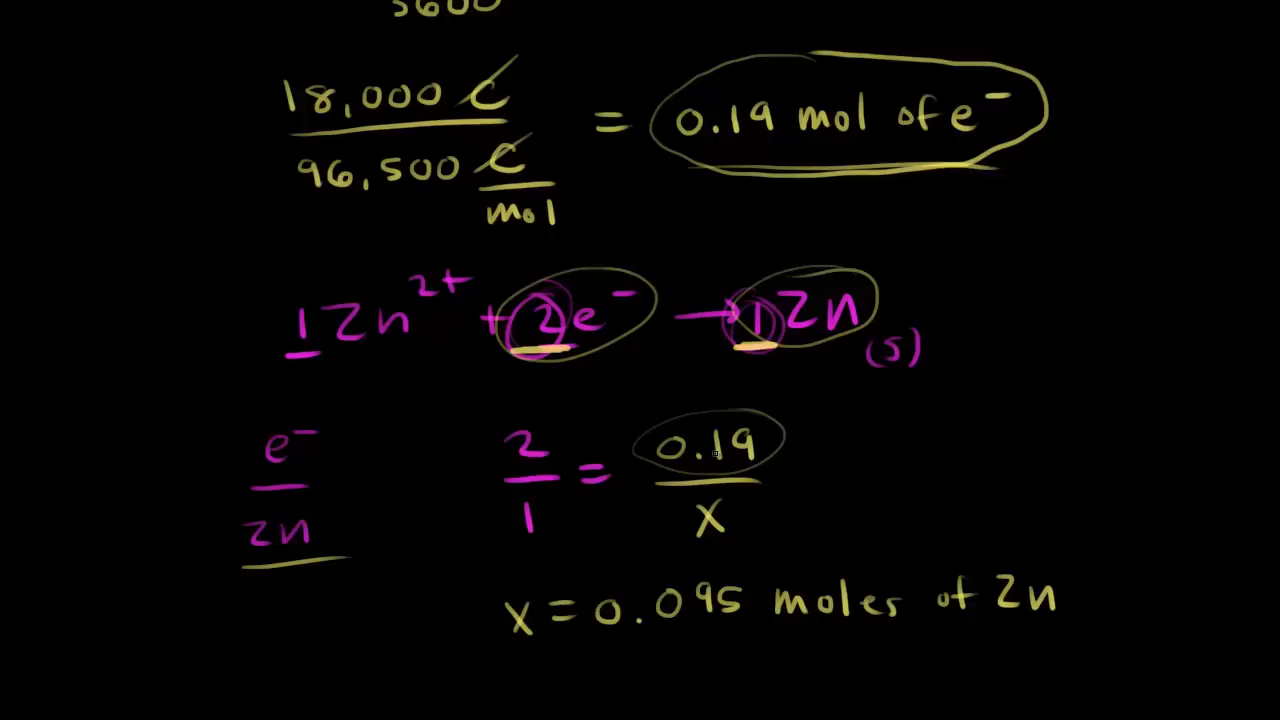 3600
18,000 C
= 0.19 mol of e⁻
96,500 C
mol
1 Zn²⁺ + 2e⁻ → 1 Zn (s)
e⁻
Zn
2
1
=
0.19
x
x = 0.095 moles of Zn